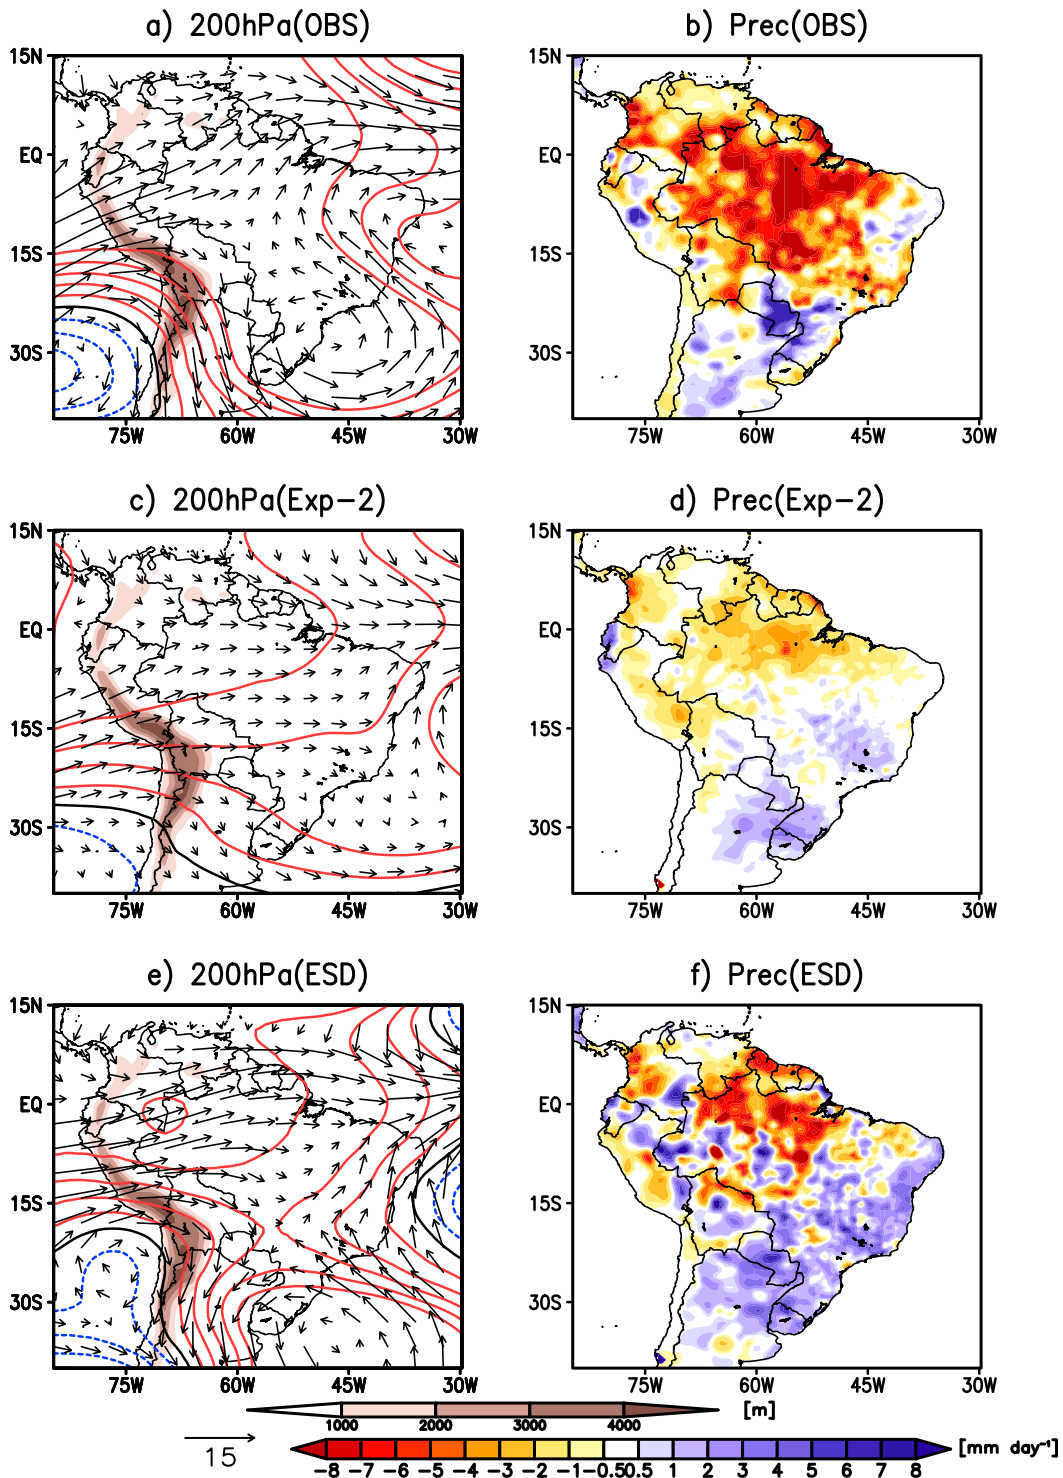 a) 200hPa(OBS)
b) Prec(OBS)
15N
EQ
15S
30S
75W 60W 45W 30W
15N
EQ
15S
30S
75W 60W 45W 30W
c) 200hPa(Exp-2)
d) Prec(Exp-2)
15N
EQ
15S
30S
75W 60W 45W 30W
15N
EQ
15S
30S
75W 60W 45W 30W
e) 200hPa(ESD)
f) Prec(ESD)
15N
EQ
15S
30S
75W 60W 45W 30W
15N
EQ
15S
30S
75W 60W 45W 30W
1000 2000 3000 4000 [m]
15
-8 -7 -6 -5 -4 -3 -2 -1 -0.5 0.5 1 2 3 4 5 6 7 8 [mm day⁻¹]